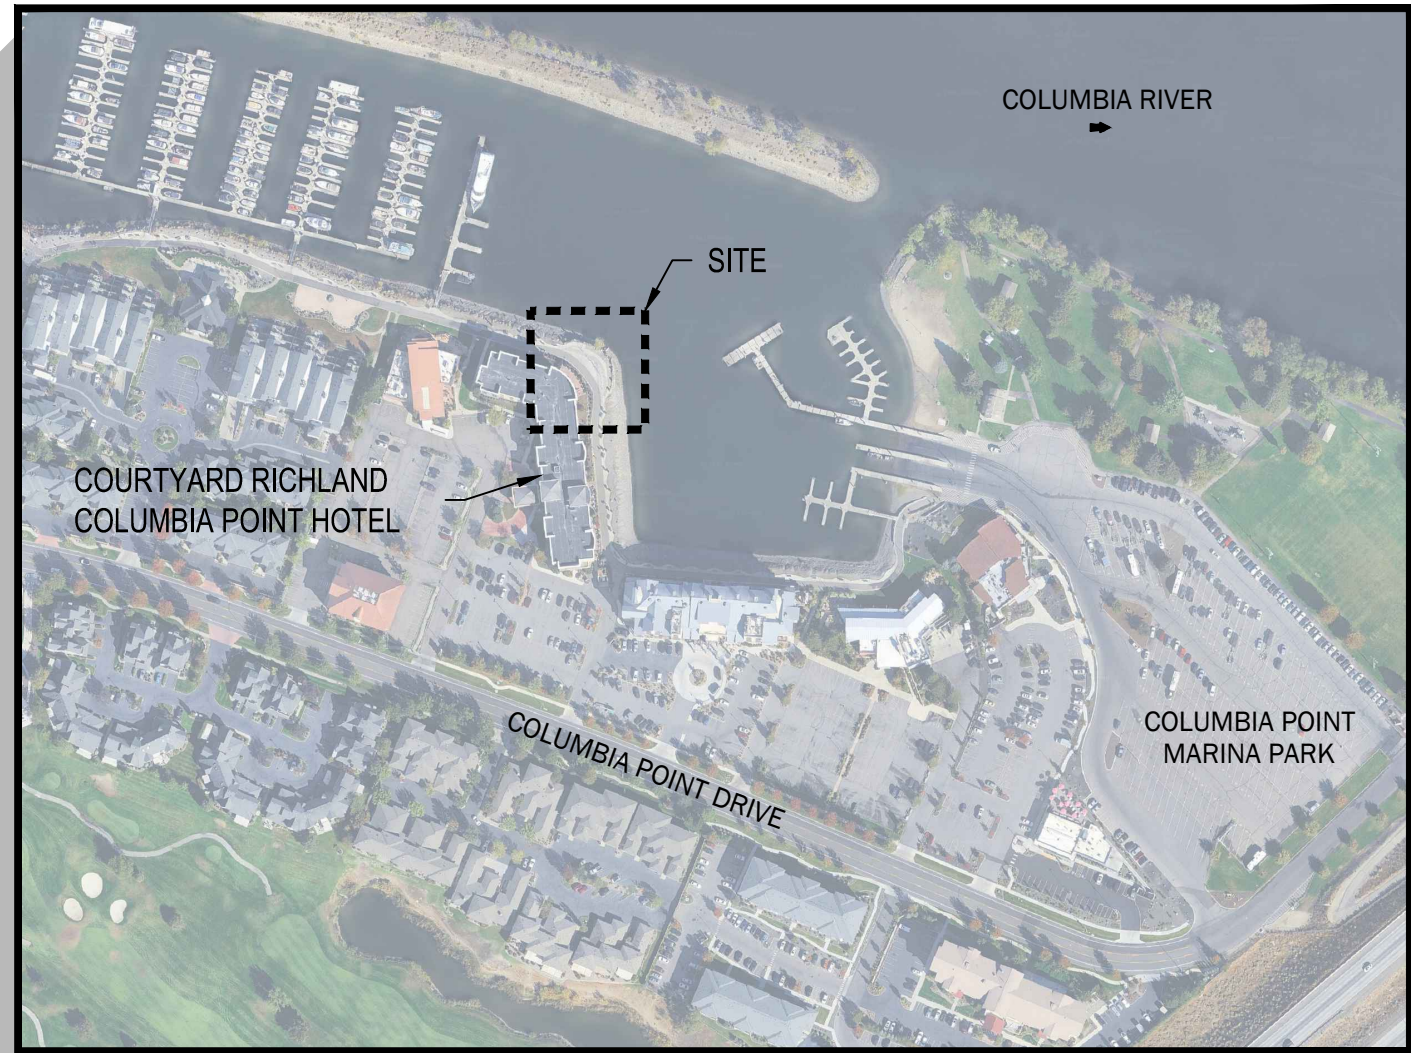 COLUMBIA RIVER
SITE
COURTYARD RICHLAND
COLUMBIA POINT HOTEL
COLUMBIA POINT DRIVE
COLUMBIA POINT
MARINA PARK